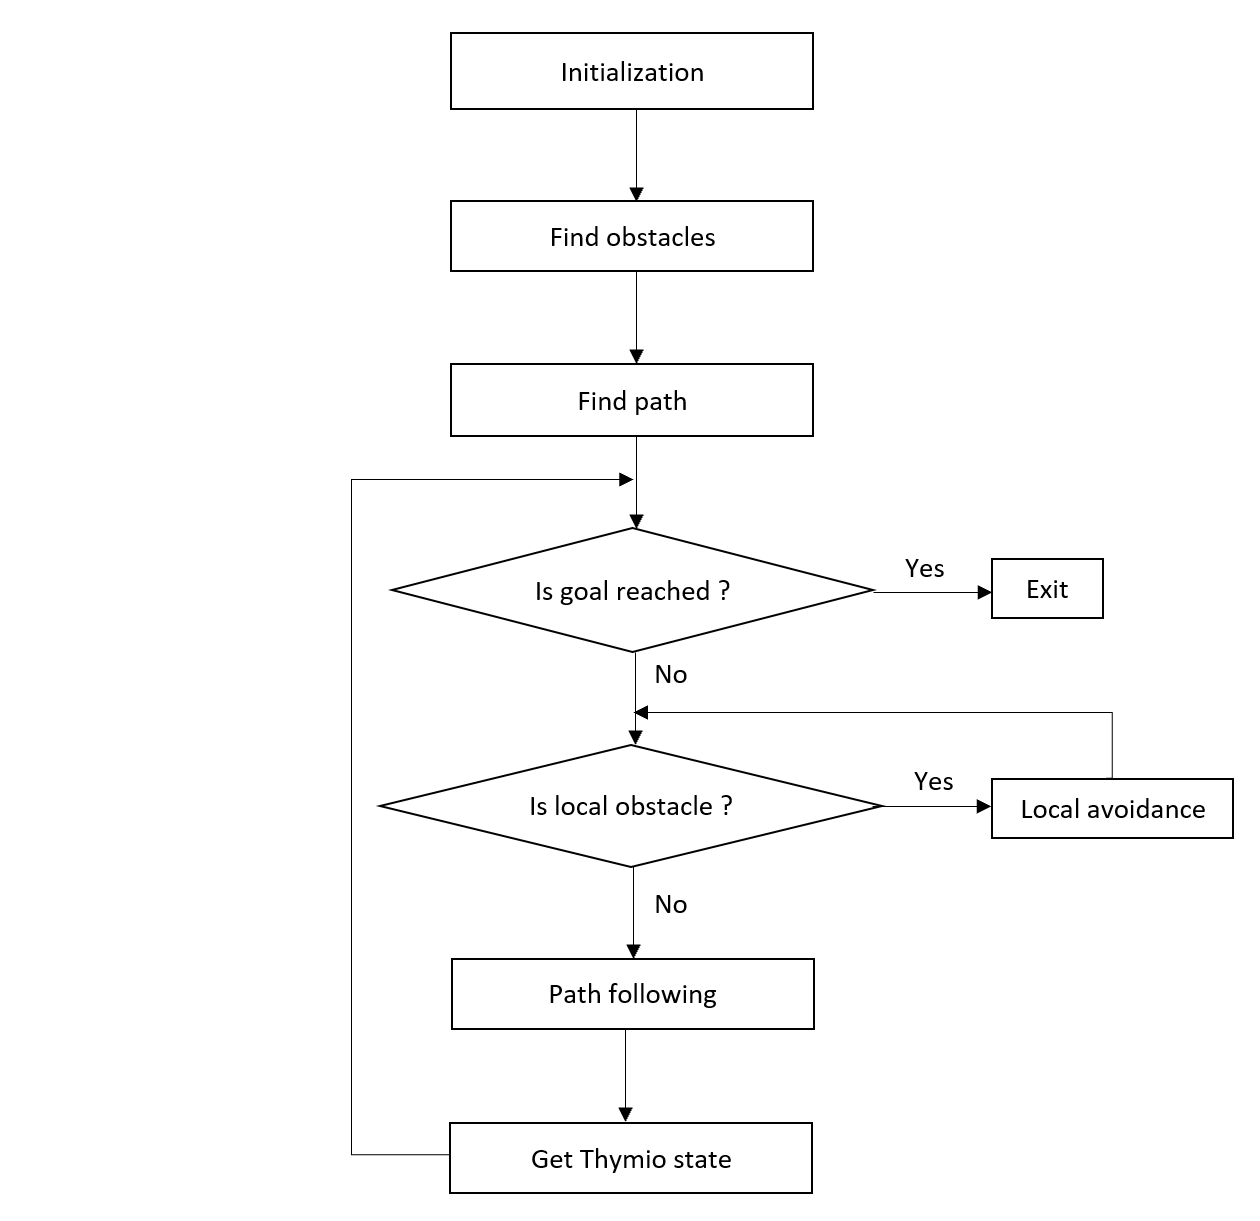 Initialization
Find obstacles
Find path
Is goal reached ?
Yes
Exit
No
Is local obstacle ?
Yes
Local avoidance
No
Path following
Get Thymio state